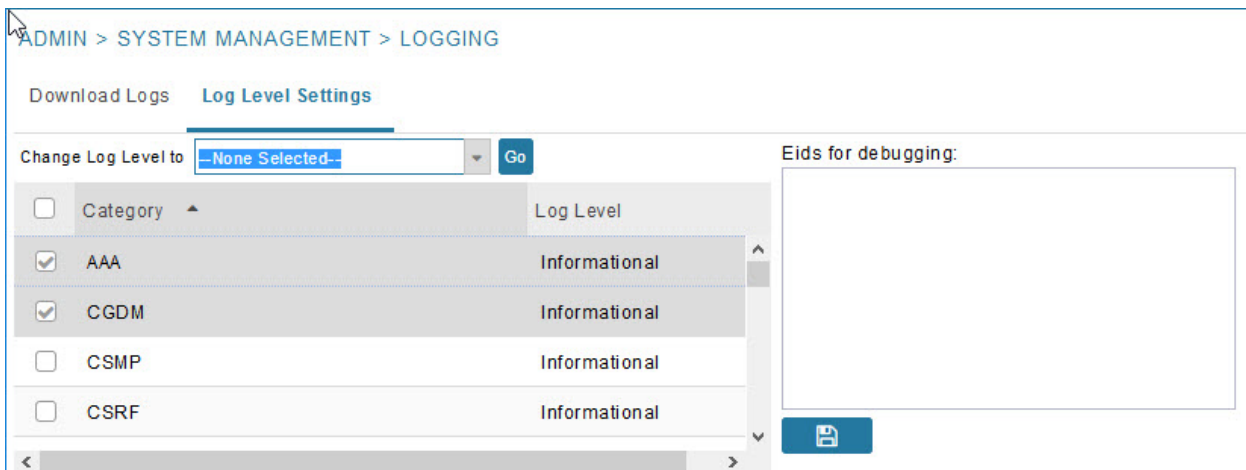 ADMIN > SYSTEM MANAGEMENT > LOGGING
Download Logs Log Level Settings
Change Log Level to --None Selected-- Go
Eids for debugging:
Category Log Level
AAA Informational
CGDM Informational
CSMP Informational
CSRF Informational